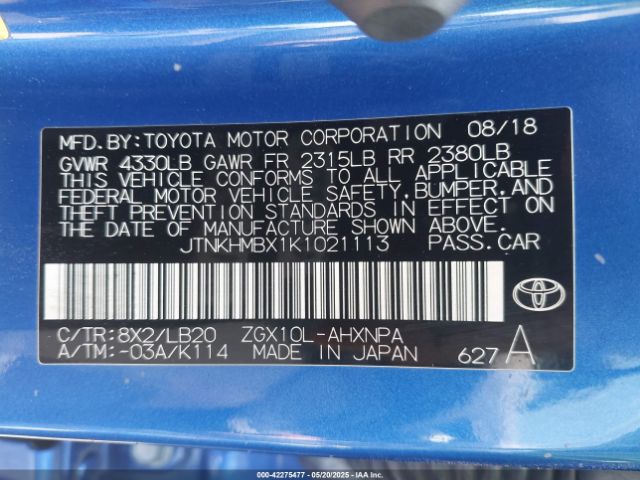 MFD. BY: TOYOTA MOTOR CORPORATION 08/18
GVWR 4330LB GAWR FR 2315LB RR 2380LB
THIS VEHICLE CONFORMS TO ALL APPLICABLE
FEDERAL MOTOR VEHICLE SAFETY, BUMPER, AND
THEFT PREVENTION STANDARDS IN EFFECT ON
THE DATE OF MANUFACTURE SHOWN ABOVE.
JTNKHMBX1K1021113 PASS. CAR
C/TR: 8X2/LB20 ZGX10L-AHXNPA
A/TM: -03A/K114 MADE IN JAPAN 627 A
© - 42275477 - 05/20/2025 - IAA, Inc.